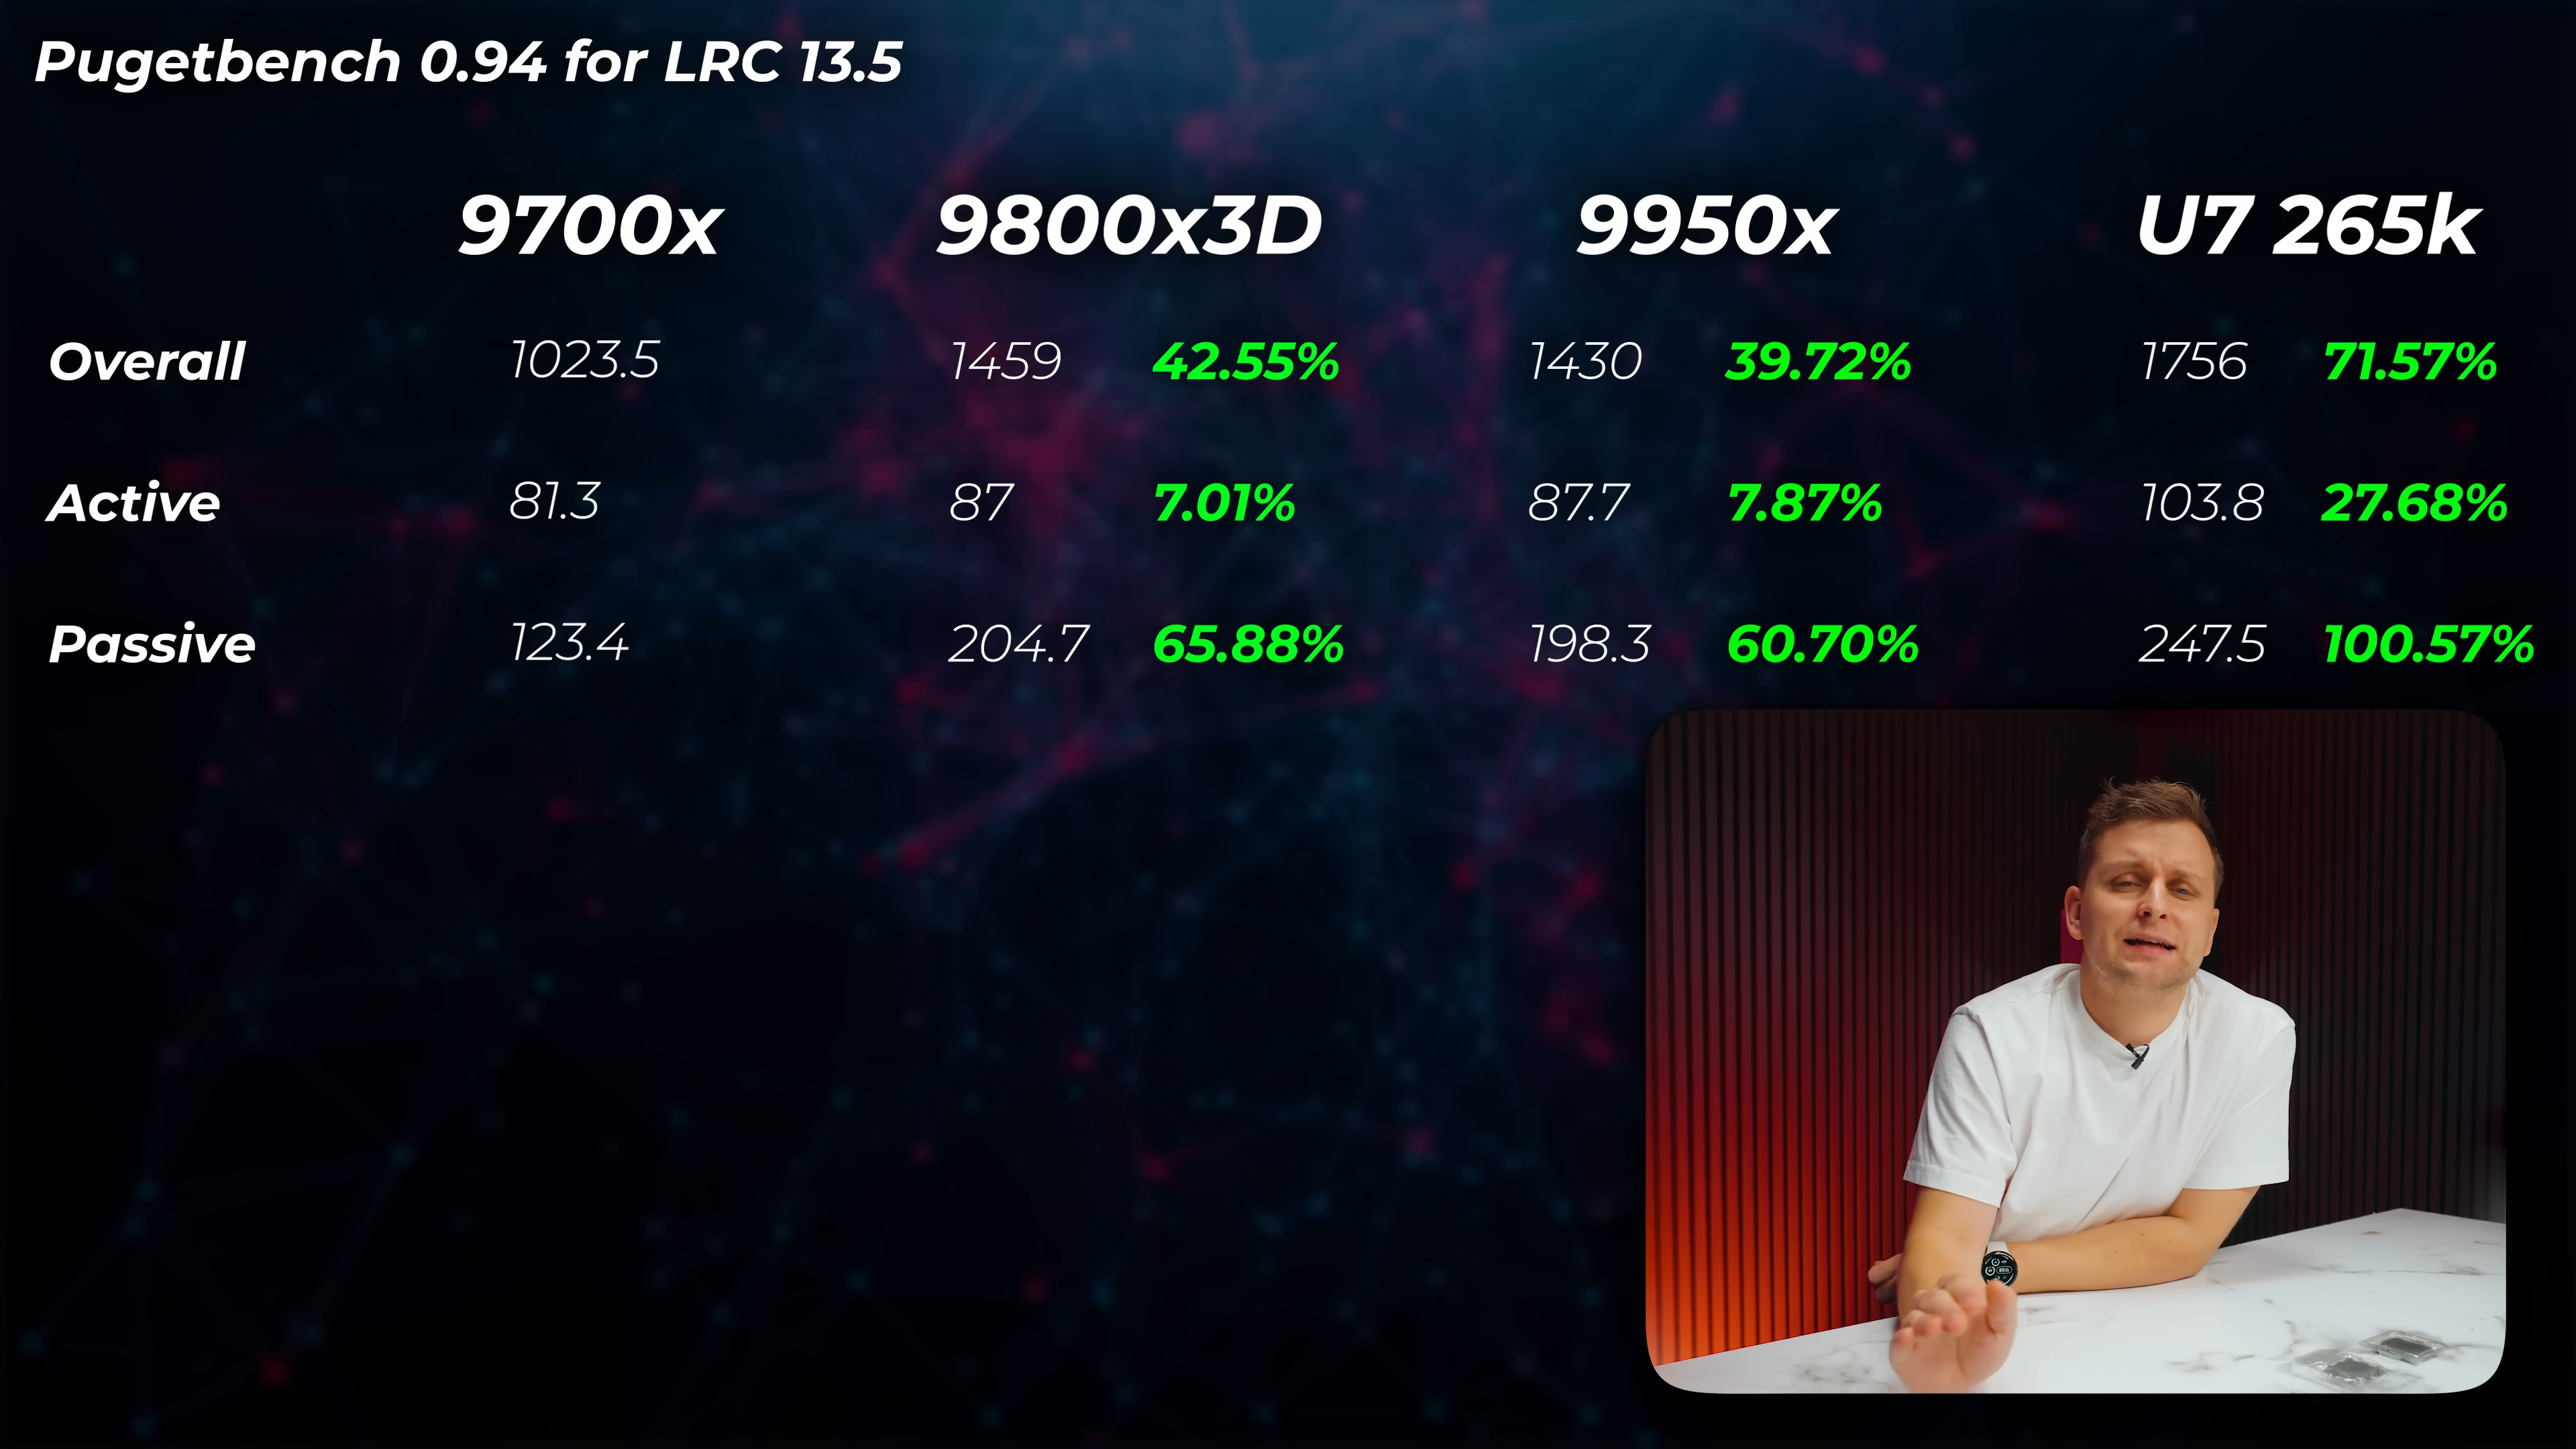 Pugetbench 0.94 for LRC 13.5
9700x 9800x3D 9950x U7 265k
Overall 1023.5 1459 42.55% 1430 39.72% 1756 71.57%
Active 81.3 87 7.01% 87.7 7.87% 103.8 27.68%
Passive 123.4 204.7 65.88% 198.3 60.70% 247.5 100.57%